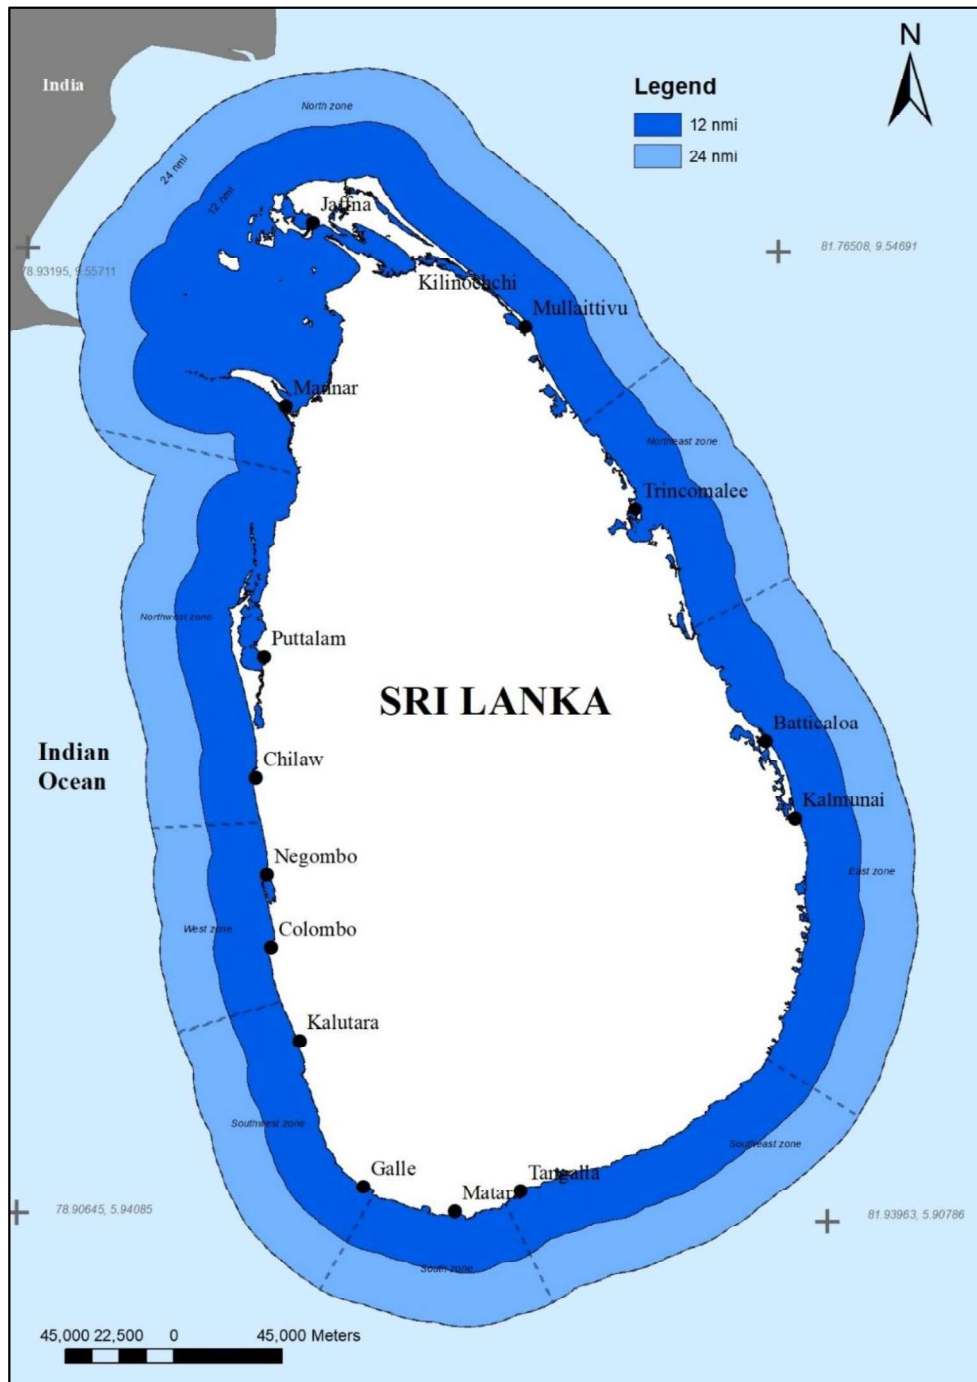 N
India
Legend
12 nmi
24 nmi
North zone
24 nmi
12 nmi
Jaffna
78.93195, 9.55711
81.76508, 9.54691
Kilinochchi
Mullaittivu
Mannar
Northeast zone
Trincomalee
Northwest zone
Puttalam
SRI LANKA
Batticaloa
Indian
Ocean
Chilaw
Kalmunai
Negombo
East zone
West zone
Colombo
Kalutara
Southwest zone
Southeast zone
Galle
Tangalla
Matara
78.90645, 5.94085
81.93963, 5.90786
South zone
45,000 22,500 0 45,000 Meters